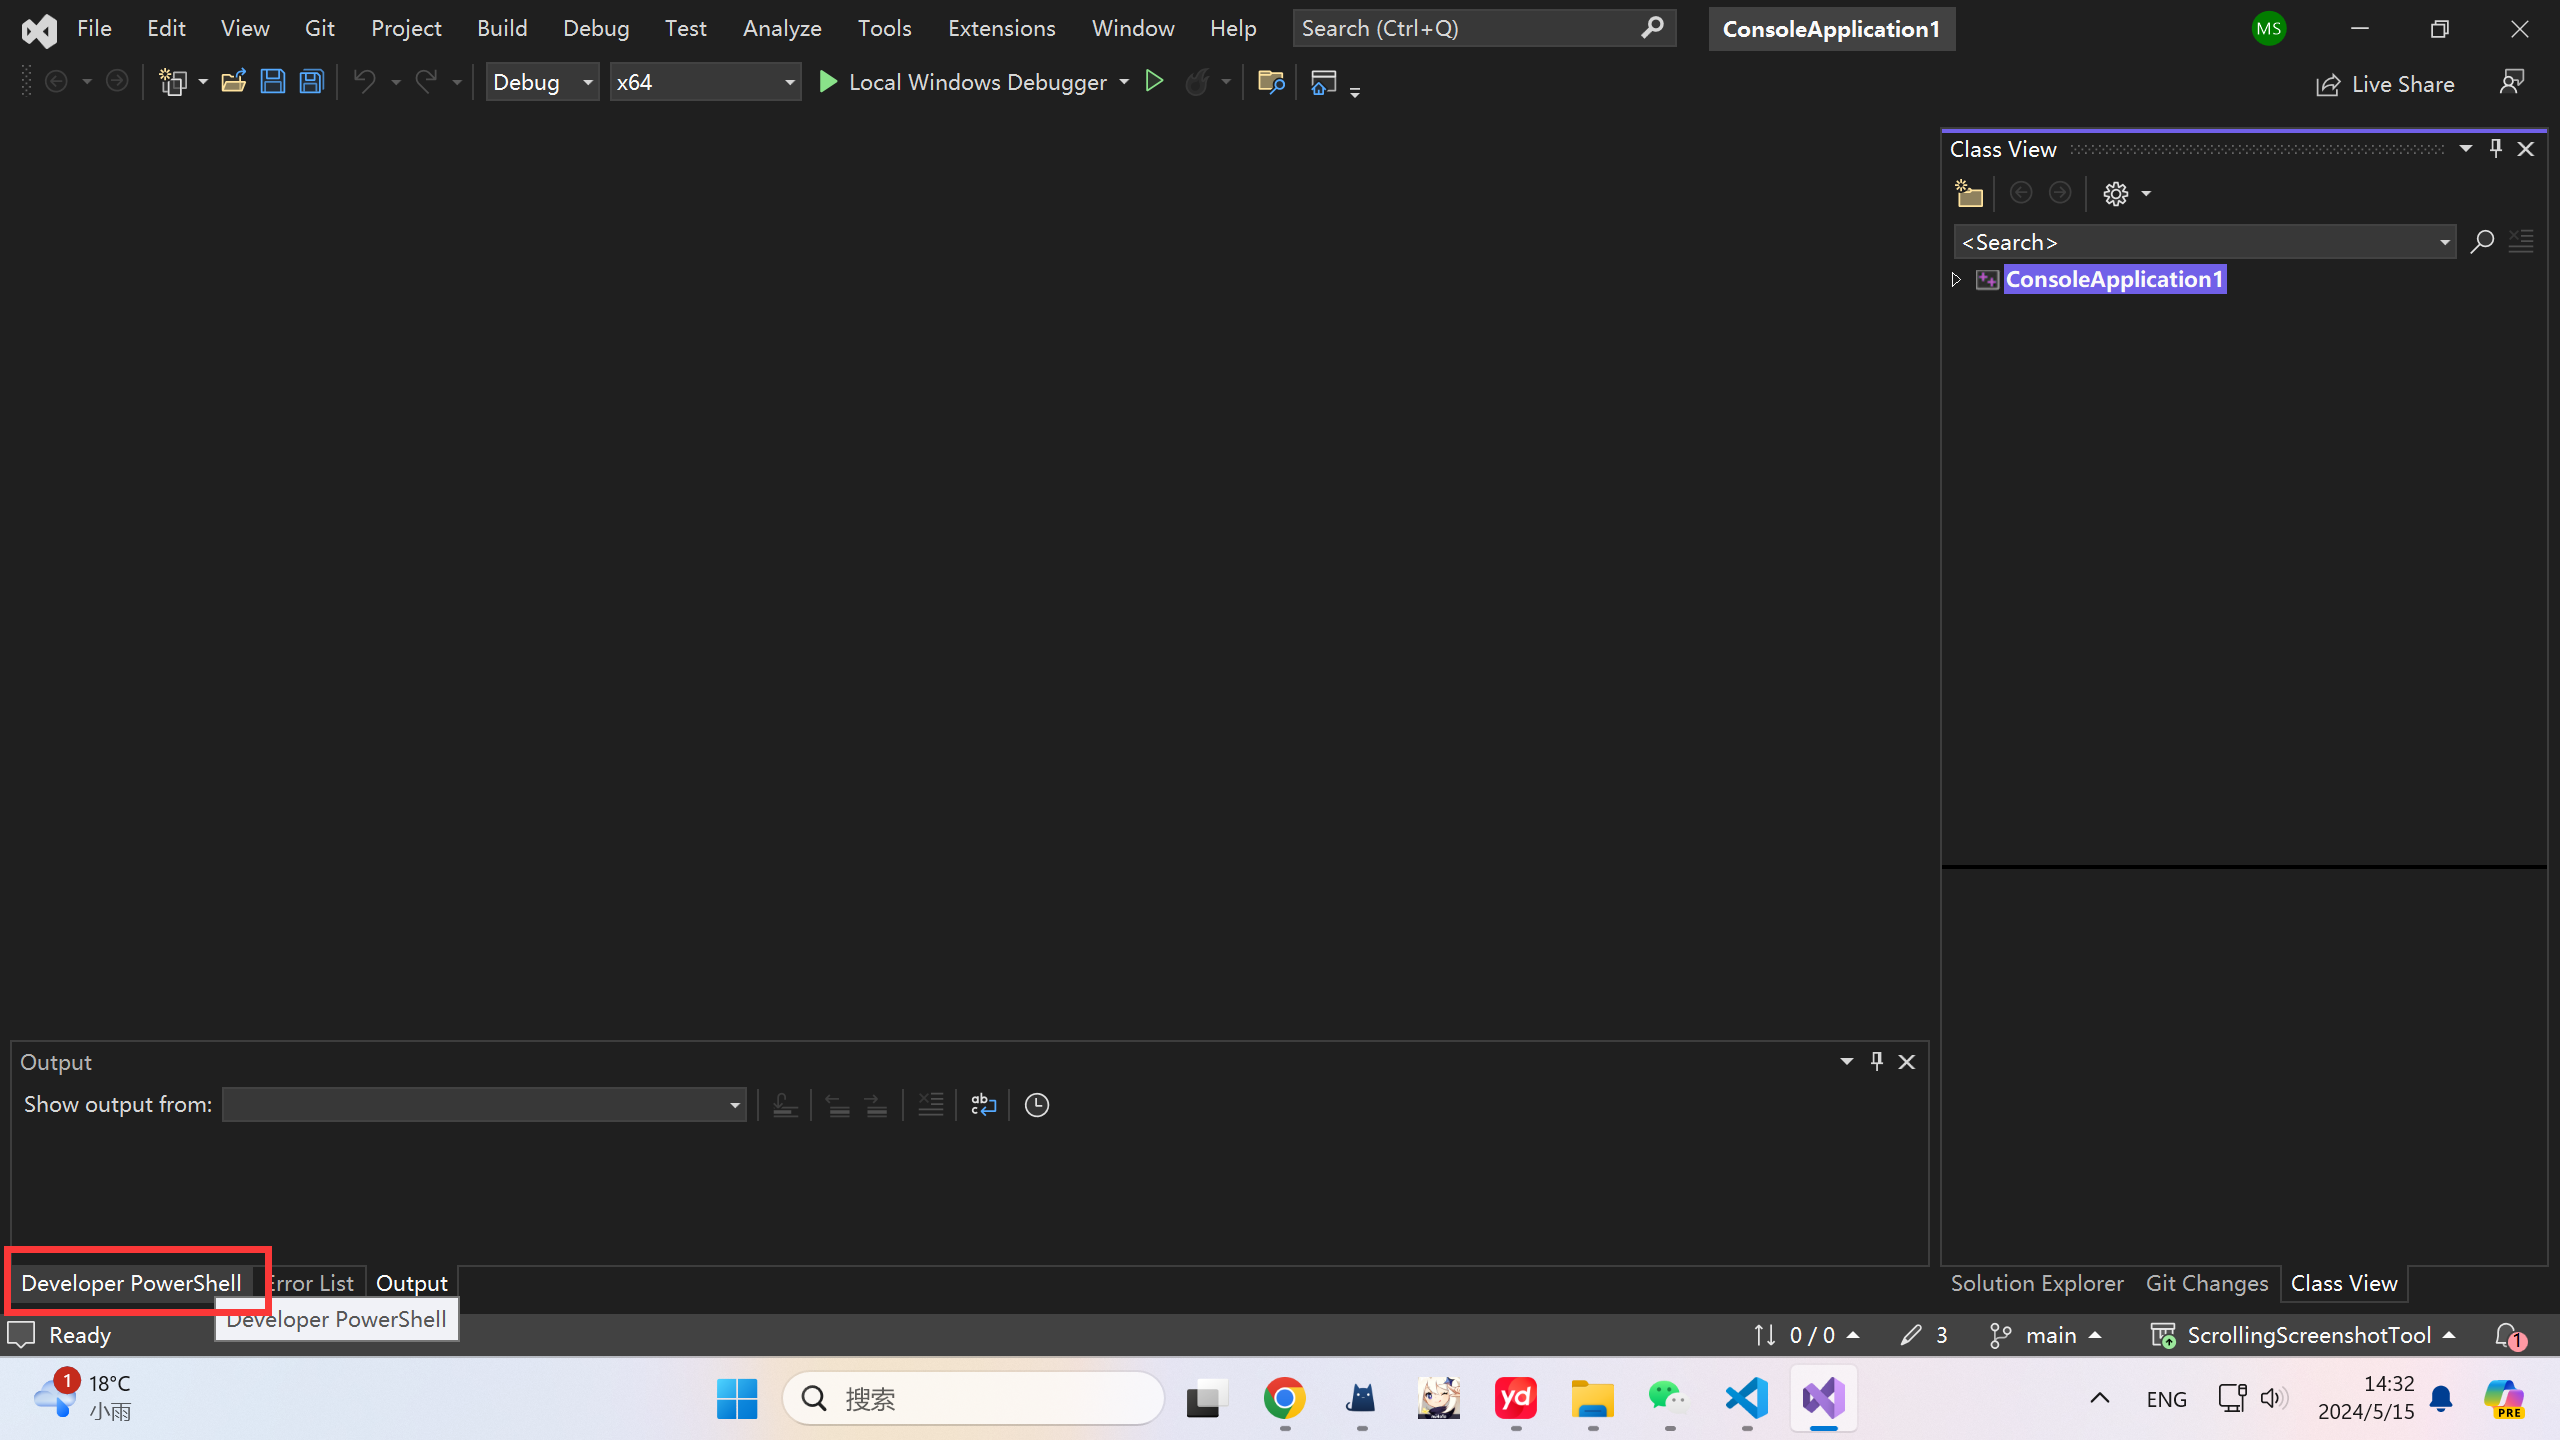 File Edit View Git Project Build Debug Test Analyze Tools Extensions Window Help Search (Ctrl+Q) ConsoleApplication1 MS
Debug x64 Local Windows Debugger Live Share
Class View
<Search>
ConsoleApplication1
Output
Show output from:
ab
c
Developer PowerShell Error List Output
Solution Explorer Git Changes Class View
Developer PowerShell
Ready 0 / 0 3 main ScrollingScreenshotTool 1
1 18°C
小雨
搜索
yd
ENG
14:32
2024/5/15
PRE